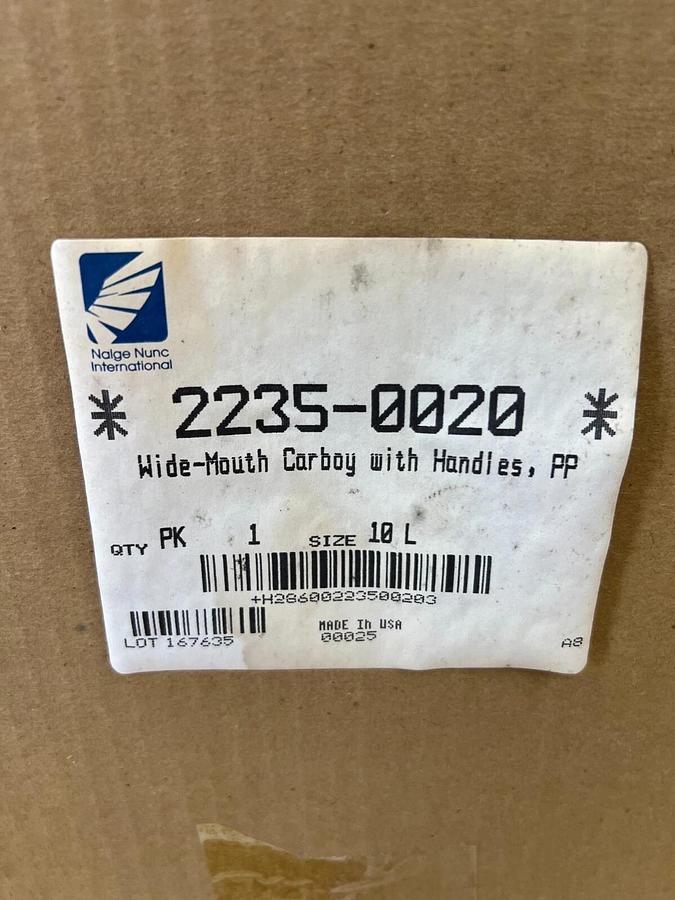 Nalge Nunc
International
* 2235-0020 *
Wide-Mouth Carboy with Handles, PP
QTY PK 1 SIZE 10 L
+H28600223500203
MADE In USA
LOT 167635 00025 A8